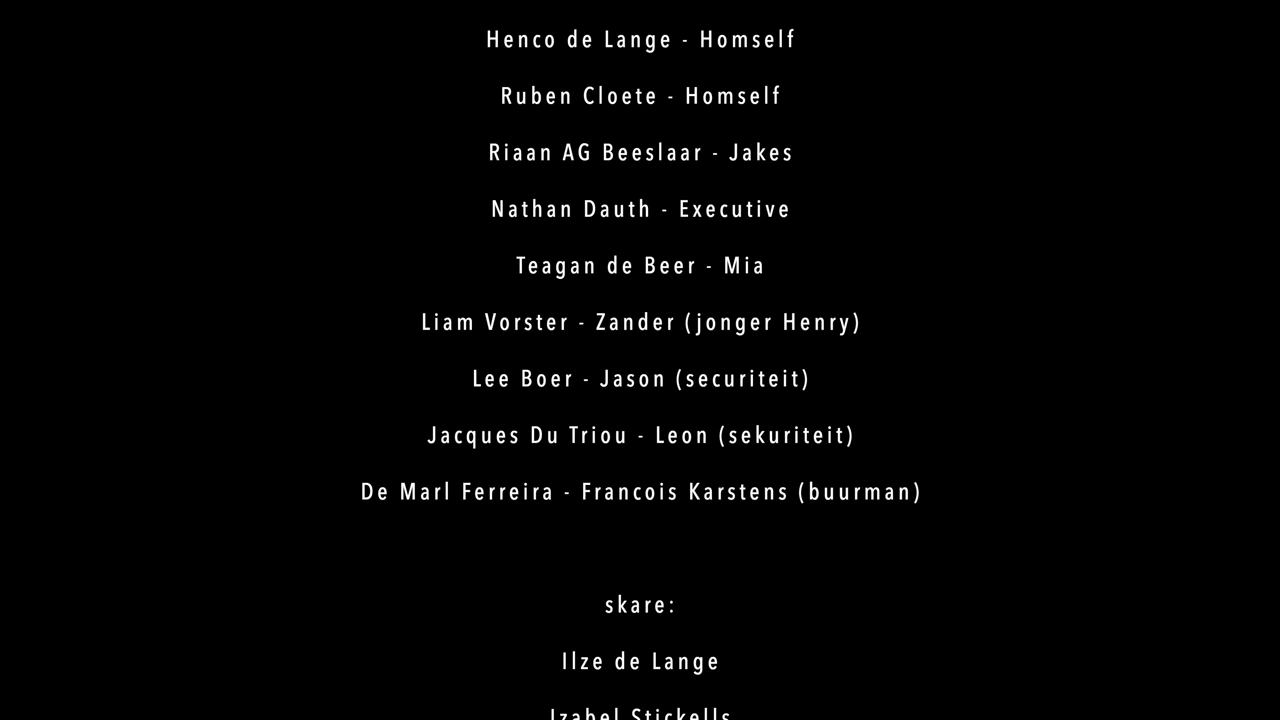 Henco de Lange - Homself
Ruben Cloete - Homself
Riaan AG Beeslaar - Jakes
Nathan Dauth - Executive
Teagan de Beer - Mia
Liam Vorster - Zander (jonger Henry)
Lee Boer - Jason (securiteit)
Jacques Du Triou - Leon (sekuriteit)
De Marl Ferreira - Francois Karstens (buurman)
skare:
Ilze de Lange
Izabel Stickells